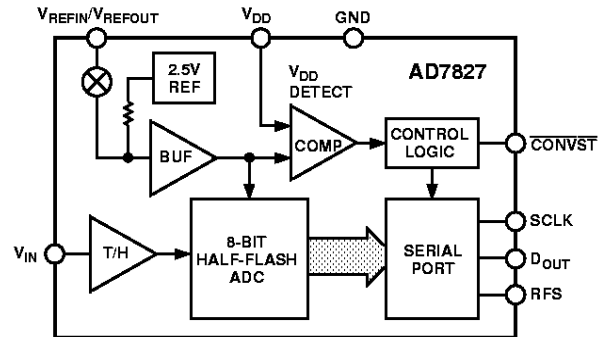 VREFIN/VREFOUT
VDD
GND
2.5V
REF
VDD
DETECT
AD7827
BUF
COMP
CONTROL
LOGIC
CONVST
VIN
T/H
8-BIT
HALF-FLASH
ADC
SERIAL
PORT
SCLK
DOUT
RFS